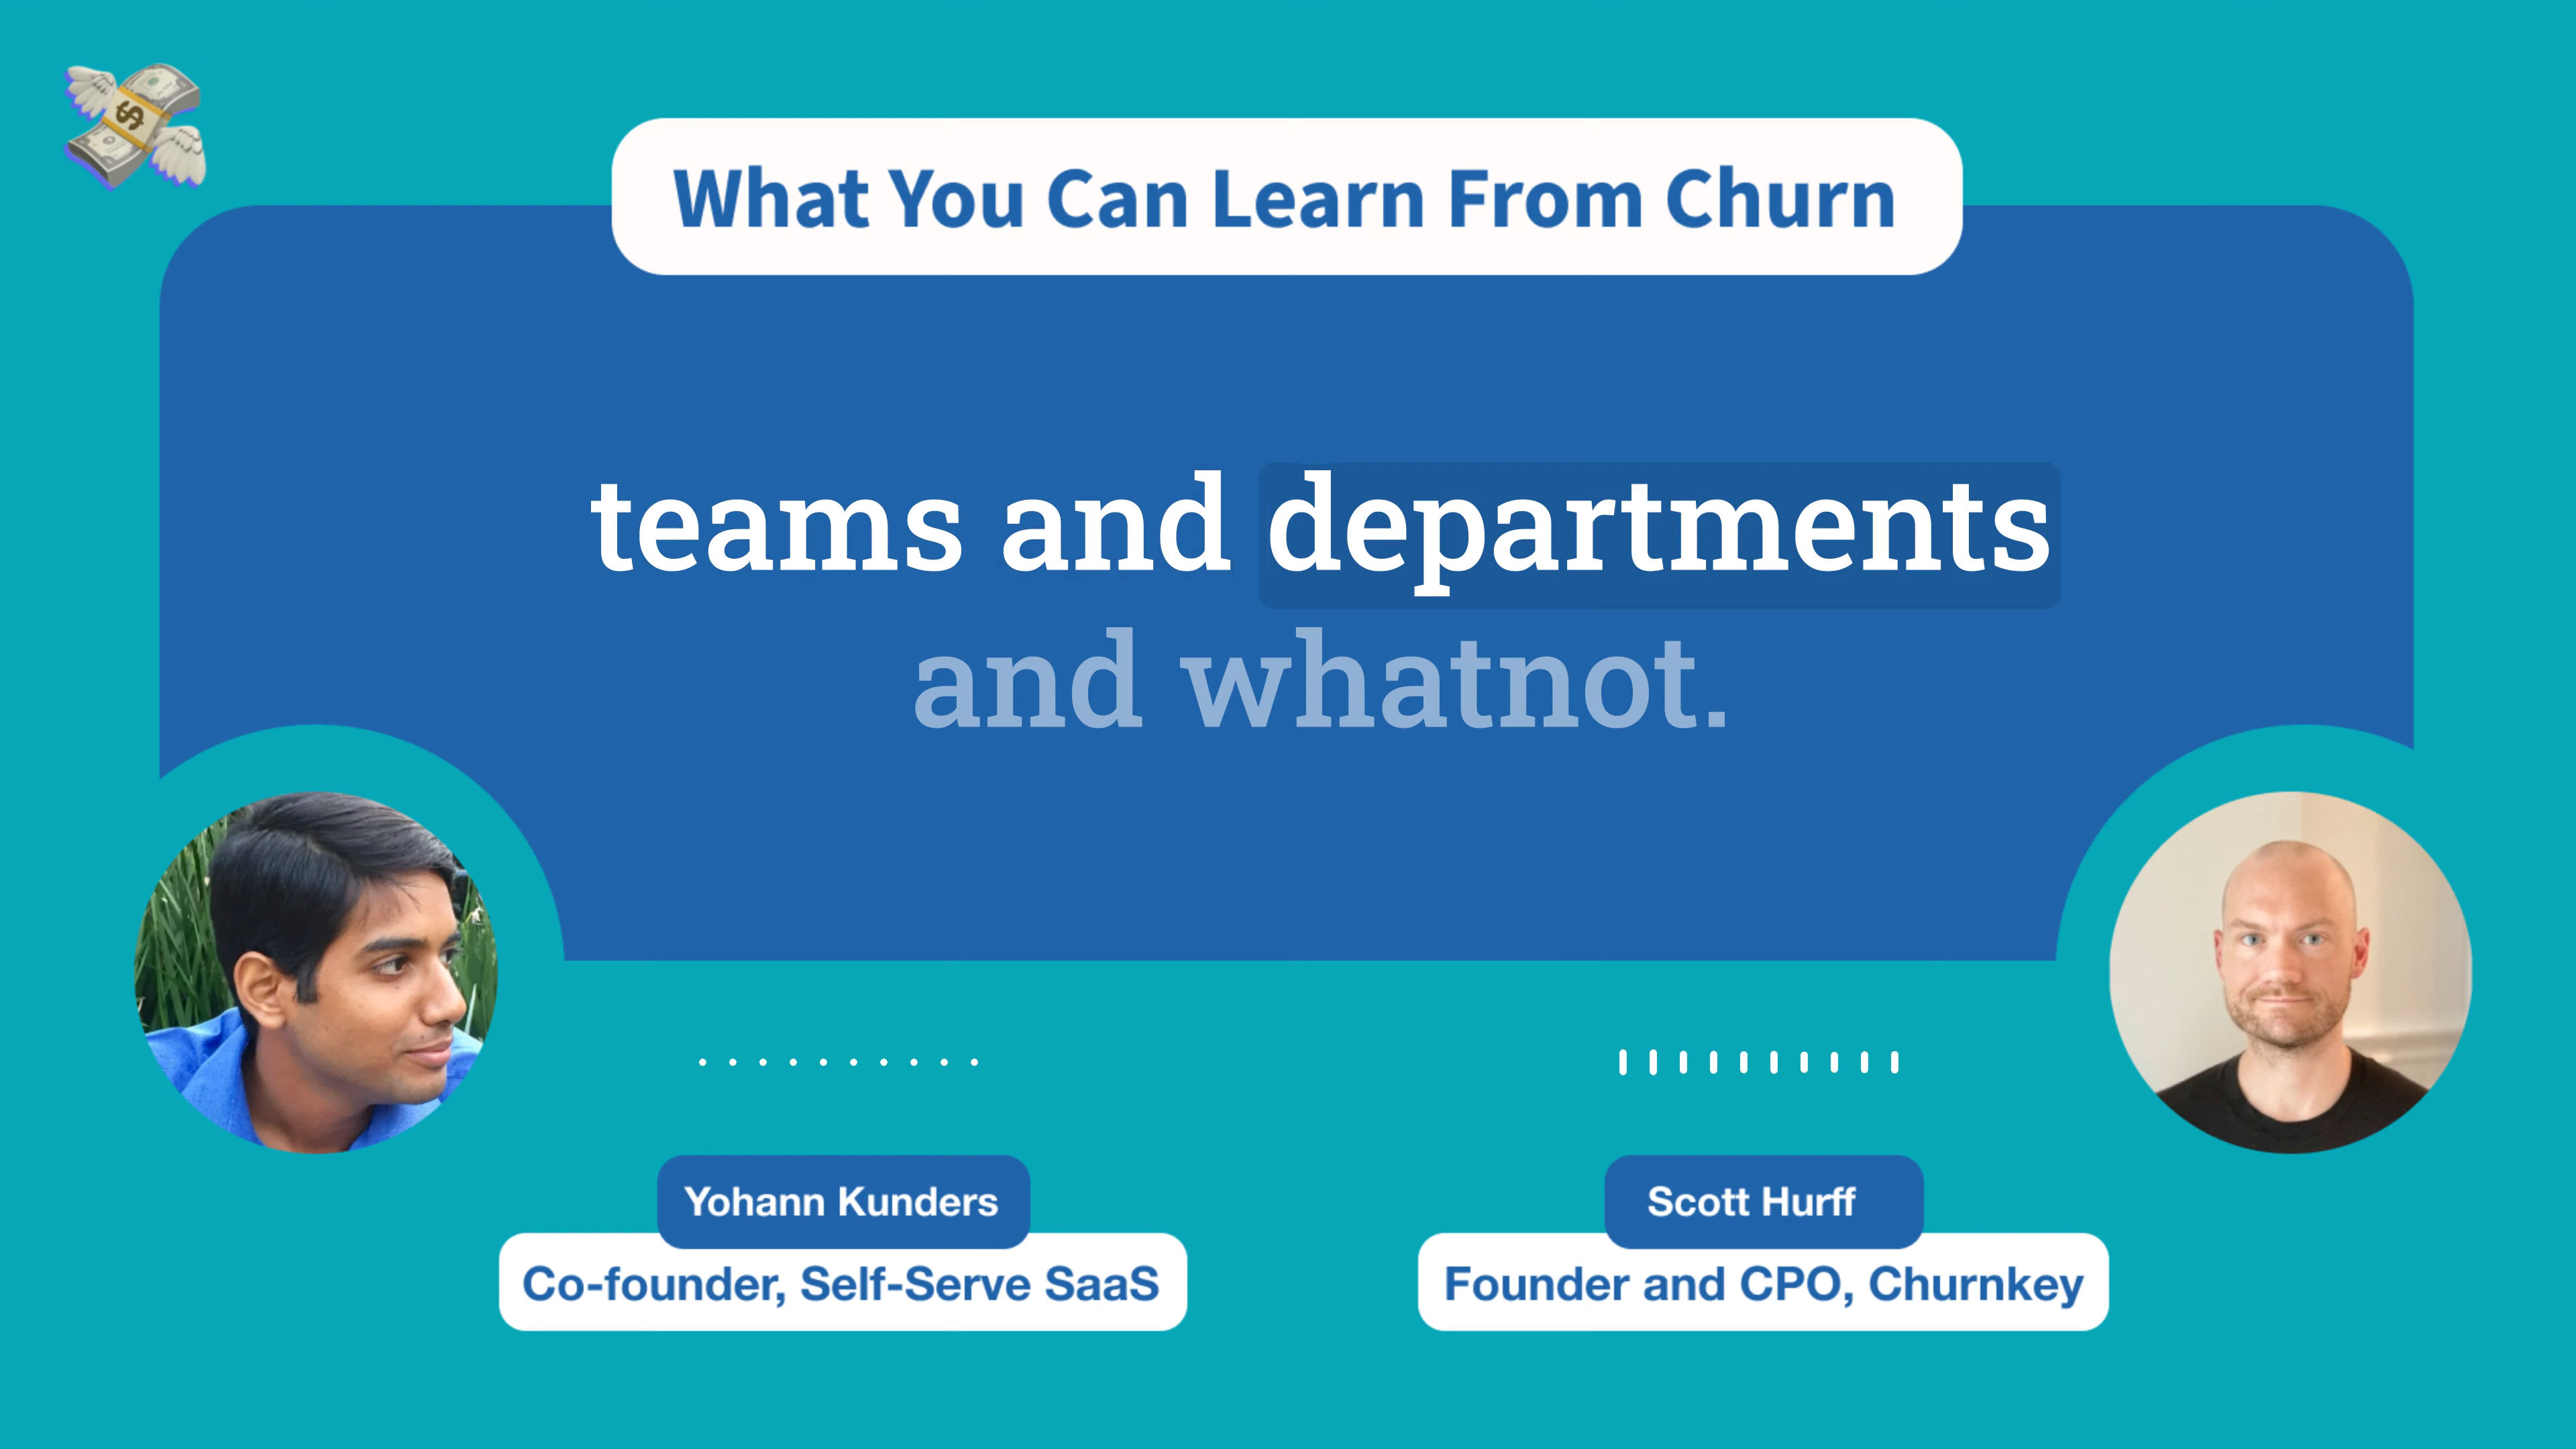 What You Can Learn From Churn
teams and departments
and whatnot.
Yohann Kunders
Co-founder, Self-Serve SaaS
Scott Hurff
Founder and CPO, Churnkey